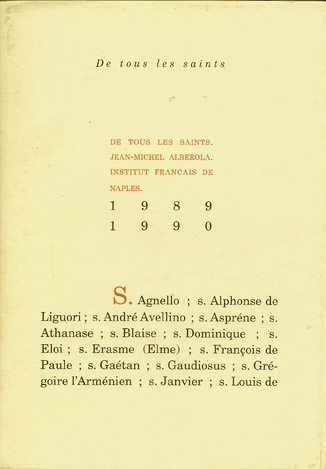 De tous les saints
DE TOUS LES SAINTS.
JEAN-MICHEL ALBEROLA.
INSTITUT FRANCAIS DE
NAPLES.
1 9 8 9
1 9 9 0
S. Agnello ; s. Alphonse de
Liguori ; s. André Avellino ; s. Aspréne ; s.
Athanase ; s. Blaise ; s. Dominique ; s.
Eloi ; s. Erasme (Elme) ; s. François de
Paule ; s. Gaétan ; s. Gaudiosus ; s. Gré-
goire l'Arménien ; s. Janvier ; s. Louis de